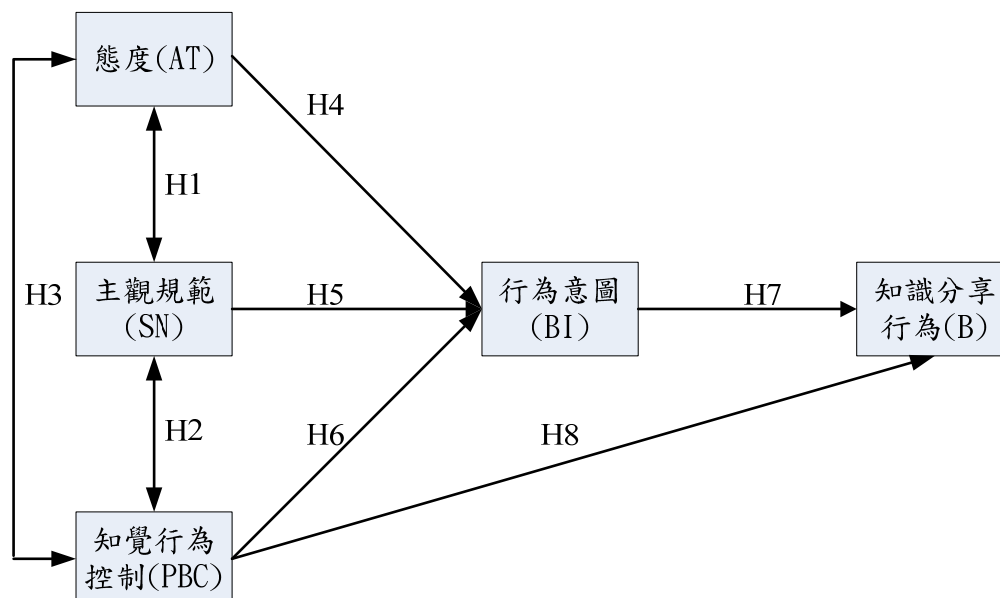 態度(AT)
H4
H1
H3
主觀規範
(SN)
H5
行為意圖
(BI)
H7
知識分享
行為(B)
H2
H6
H8
知覺行為
控制(PBC)